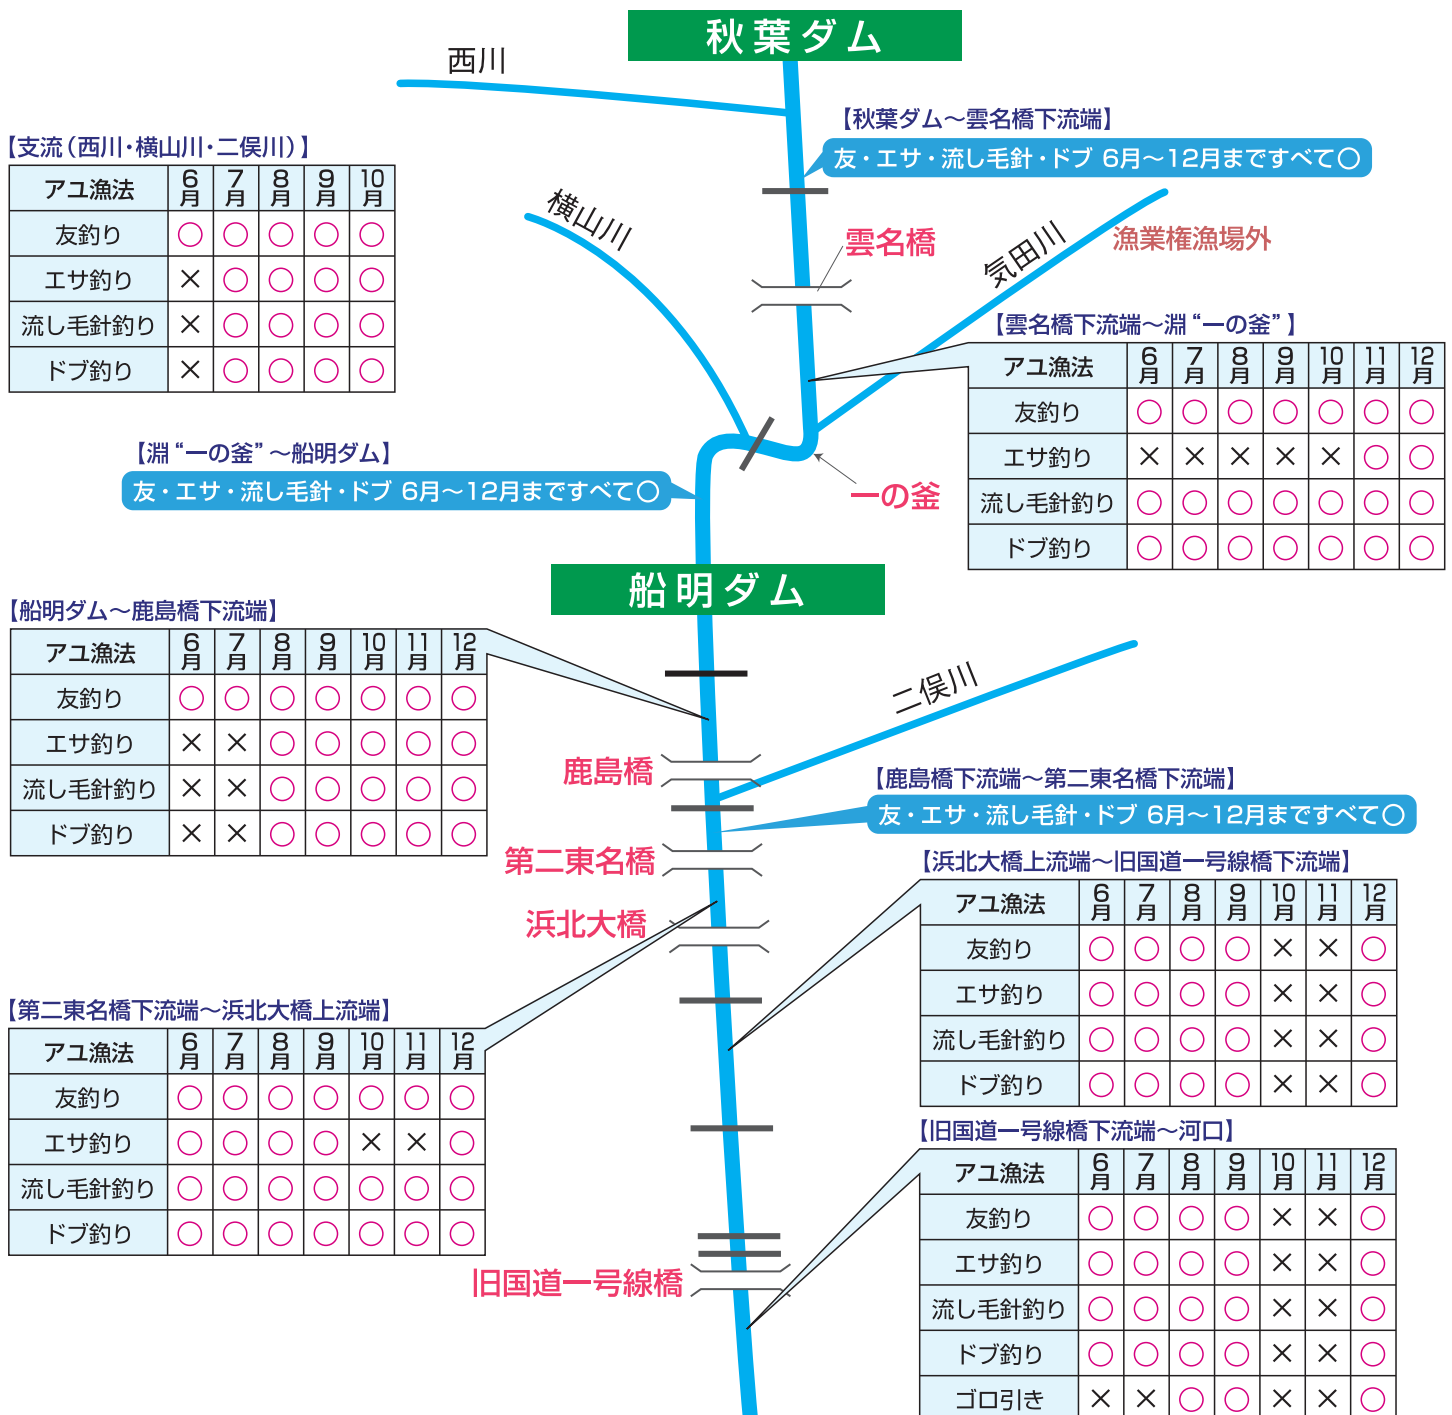 秋葉ダム
西川
【秋葉ダム～雲名橋下流端】
友・エサ・流し毛針・ドブ 6月～12月まですべて〇
【支流(西川・横山川・二俣川)】
アユ漁法 6月 7月 8月 9月 10月
友釣り ○ ○ ○ ○ ○
エサ釣り × ○ ○ ○ ○
流し毛針釣り × ○ ○ ○ ○
ドブ釣り × ○ ○ ○ ○
横山川
雲名橋
気田川
漁業権漁場外
【雲名橋下流端～淵“一の釜”】
アユ漁法 6月 7月 8月 9月 10月 11月 12月
友釣り ○ ○ ○ ○ ○ ○ ○
エサ釣り × × × × × ○ ○
流し毛針釣り ○ ○ ○ ○ ○ ○ ○
ドブ釣り ○ ○ ○ ○ ○ ○ ○
【淵“一の釜”～船明ダム】
友・エサ・流し毛針・ドブ 6月～12月まですべて〇
一の釜
船明ダム
【船明ダム～鹿島橋下流端】
アユ漁法 6月 7月 8月 9月 10月 11月 12月
友釣り ○ ○ ○ ○ ○ ○ ○
エサ釣り × × ○ ○ ○ ○ ○
流し毛針釣り × × ○ ○ ○ ○ ○
ドブ釣り × × ○ ○ ○ ○ ○
二俣川
鹿島橋
【鹿島橋下流端～第二東名橋下流端】
友・エサ・流し毛針・ドブ 6月～12月まですべて〇
第二東名橋
浜北大橋
【浜北大橋上流端～旧国道一号線橋下流端】
アユ漁法 6月 7月 8月 9月 10月 11月 12月
友釣り ○ ○ ○ ○ × × ○
エサ釣り ○ ○ ○ ○ × × ○
流し毛針釣り ○ ○ ○ ○ × × ○
ドブ釣り ○ ○ ○ ○ × × ○
【第二東名橋下流端～浜北大橋上流端】
アユ漁法 6月 7月 8月 9月 10月 11月 12月
友釣り ○ ○ ○ ○ ○ ○ ○
エサ釣り ○ ○ ○ ○ × × ○
流し毛針釣り ○ ○ ○ ○ ○ ○ ○
ドブ釣り ○ ○ ○ ○ ○ ○ ○
旧国道一号線橋
【旧国道一号線橋下流端～河口】
アユ漁法 6月 7月 8月 9月 10月 11月 12月
友釣り ○ ○ ○ ○ × × ○
エサ釣り ○ ○ ○ ○ × × ○
流し毛針釣り ○ ○ ○ ○ × × ○
ドブ釣り ○ ○ ○ ○ × × ○
ゴロ引き × × ○ ○ × × ○